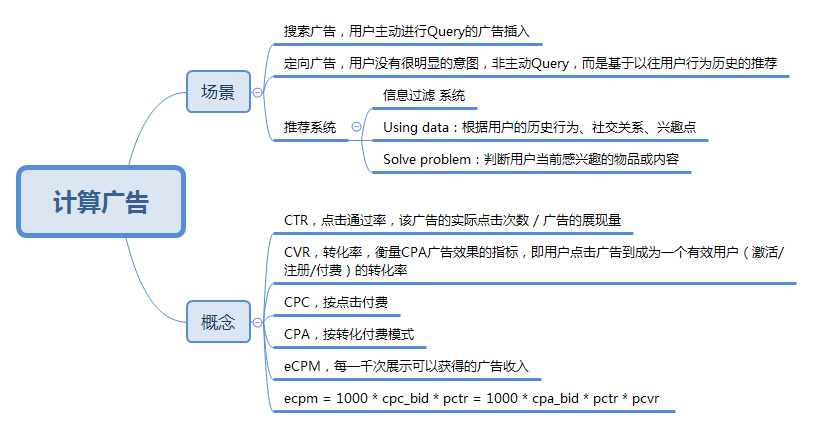 计算广告
场景
搜索广告，用户主动进行Query的广告插入
定向广告，用户没有很明显的意图，非主动Query，而是基于以往用户行为历史的推荐
推荐系统
信息过滤 系统
Using data：根据用户的历史行为、社交关系、兴趣点
Solve problem：判断用户当前感兴趣的物品或内容
概念
CTR，点击通过率，该广告的实际点击次数 / 广告的展现量
CVR，转化率，衡量CPA广告效果的指标，即用户点击广告到成为一个有效用户（激活/
注册/付费）的转化率
CPC，按点击付费
CPA，按转化付费模式
eCPM，每一千次展示可以获得的广告收入
ecpm = 1000 * cpc_bid * pctr = 1000 * cpa_bid * pctr * pcvr